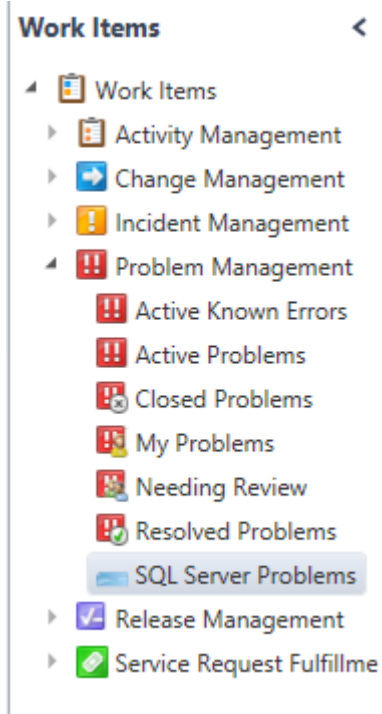 Work Items
Work Items
Activity Management
Change Management
Incident Management
Problem Management
Active Known Errors
Active Problems
Closed Problems
My Problems
Needing Review
Resolved Problems
SQL Server Problems
Release Management
Service Request Fulfillme